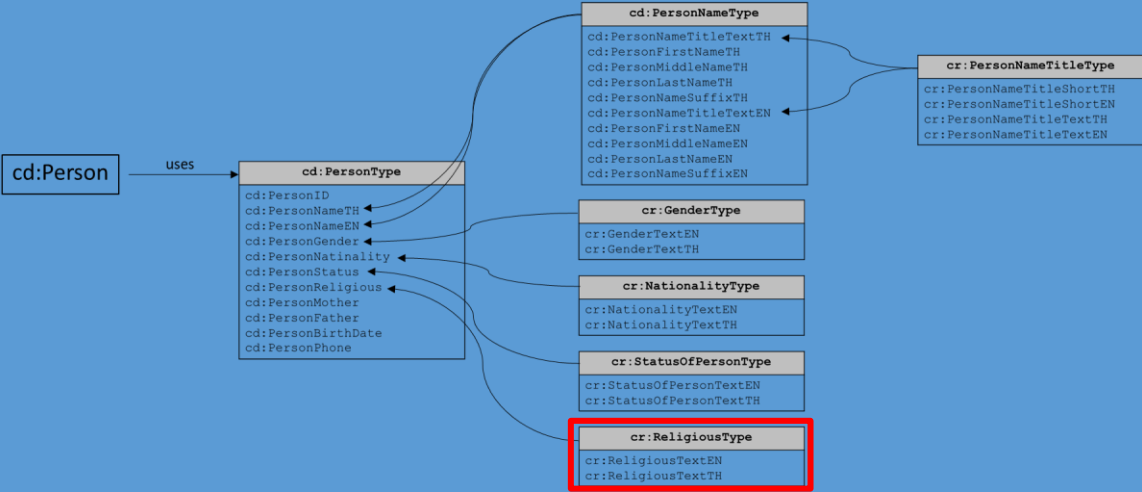 cd:Person
uses
cd:PersonType
cd:PersonID
cd:PersonNameTH
cd:PersonNameEN
cd:PersonGender
cd:PersonNatinality
cd:PersonStatus
cd:PersonReligious
cd:PersonMother
cd:PersonFather
cd:PersonBirthDate
cd:PersonPhone
cd:PersonNameType
cd:PersonNameTitleTextTH
cd:PersonFirstNameTH
cd:PersonMiddleNameTH
cd:PersonLastNameTH
cd:PersonNameSuffixTH
cd:PersonNameTitleTextEN
cd:PersonFirstNameEN
cd:PersonMiddleNameEN
cd:PersonLastNameEN
cd:PersonNameSuffixEN
cr:PersonNameTitleType
cr:PersonNameTitleShortTH
cr:PersonNameTitleShortEN
cr:PersonNameTitleTextTH
cr:PersonNameTitleTextEN
cr:GenderType
cr:GenderTextEN
cr:GenderTextTH
cr:NationalityType
cr:NationalityTextEN
cr:NationalityTextTH
cr:StatusOfPersonType
cr:StatusOfPersonTextEN
cr:StatusOfPersonTextTH
cr:ReligiousType
cr:ReligiousTextEN
cr:ReligiousTextTH